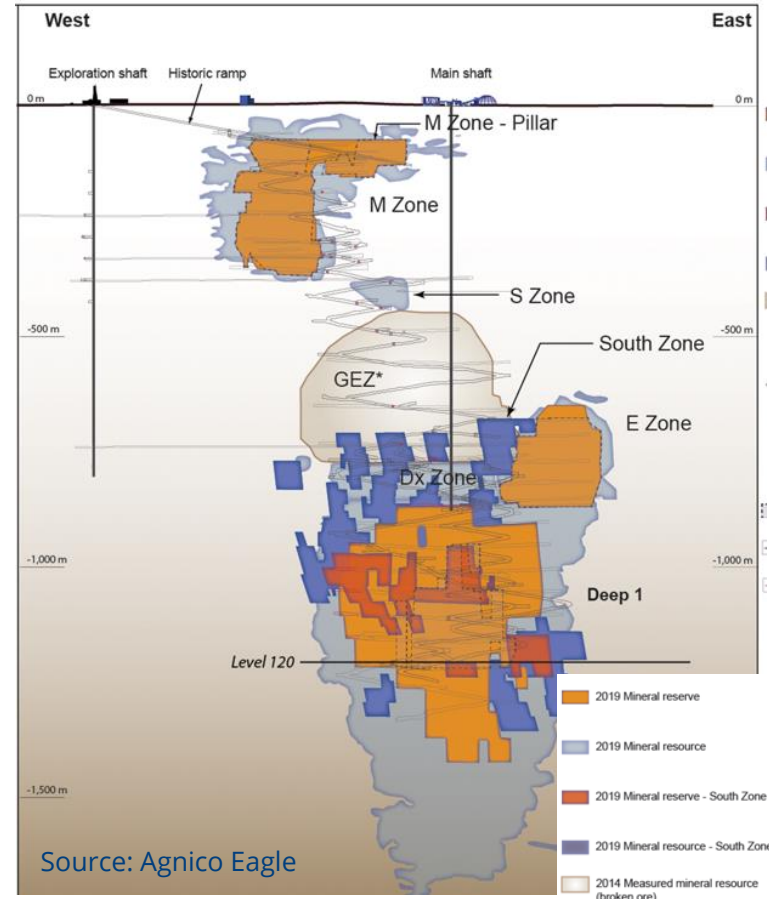 West
East
Exploration shaft
Historic ramp
Main shaft
0 m
0 m
M Zone - Pillar
M Zone
S Zone
-500 m
-500 m
South Zone
GEZ*
E Zone
Dx Zone
-1,000 m
-1,000 m
Deep 1
Level 120
2019 Mineral reserve
2019 Mineral resource
2019 Mineral reserve - South Zone
-1,500 m
2019 Mineral resource - South Zone
Source: Agnico Eagle
2014 Measured mineral resource
(broken ore)